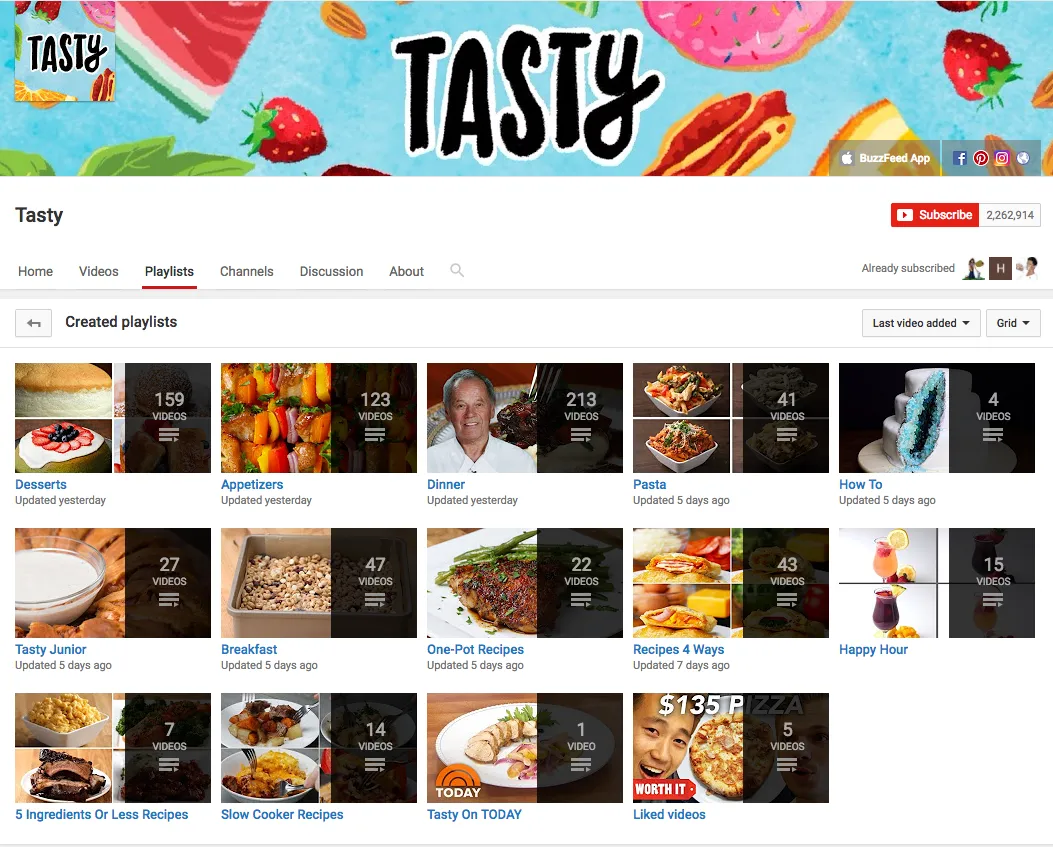 TASTY
TASTY
BuzzFeed App
Tasty
Subscribe 2,262,914
Home Videos Playlists Channels Discussion About
Already subscribed H
Created playlists
Last video added Grid
159 VIDEOS
Desserts
Updated yesterday
123 VIDEOS
Appetizers
Updated yesterday
213 VIDEOS
Dinner
Updated yesterday
41 VIDEOS
Pasta
Updated 5 days ago
4 VIDEOS
How To
Updated 5 days ago
27 VIDEOS
Tasty Junior
Updated 5 days ago
47 VIDEOS
Breakfast
Updated 5 days ago
22 VIDEOS
One-Pot Recipes
Updated 5 days ago
43 VIDEOS
Recipes 4 Ways
Updated 7 days ago
15 VIDEOS
Happy Hour
7 VIDEOS
5 Ingredients Or Less Recipes
14 VIDEOS
Slow Cooker Recipes
TODAY
1 VIDEO
Tasty On TODAY
$135 PIZZA
WORTH IT
5 VIDEOS
Liked videos